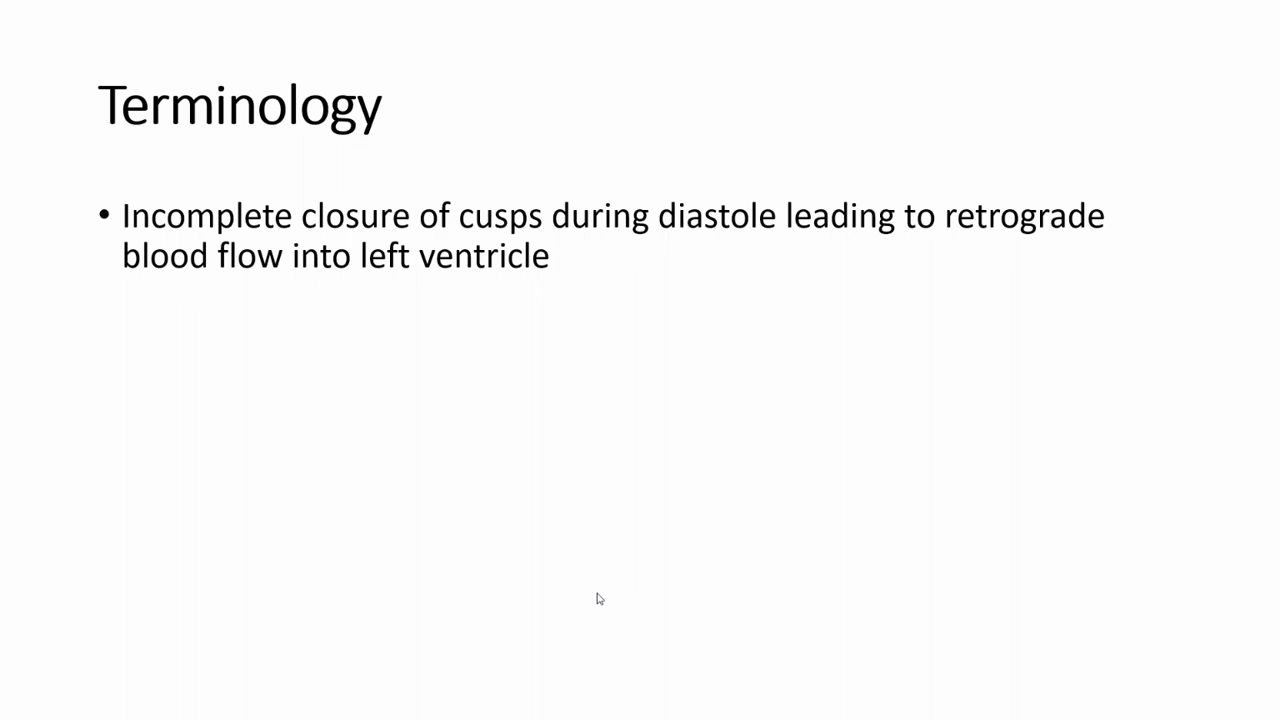 Terminology
• Incomplete closure of cusps during diastole leading to retrograde
blood flow into left ventricle